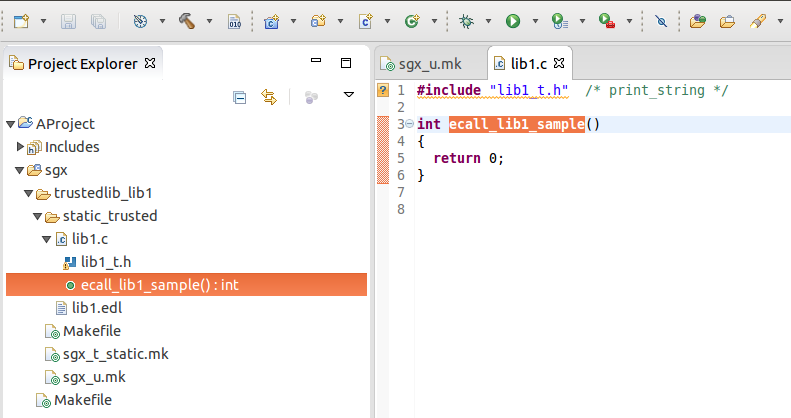 010
Project Explorer
AProject
Includes
sgx
trustedlib_lib1
static_trusted
lib1.c
lib1_t.h
ecall_lib1_sample() : int
lib1.edl
Makefile
sgx_t_static.mk
sgx_u.mk
Makefile
sgx_u.mk
lib1.c
1 #include "lib1_t.h" /* print_string */
2
3 int ecall_lib1_sample()
4 {
5 return 0;
6 }
7
8